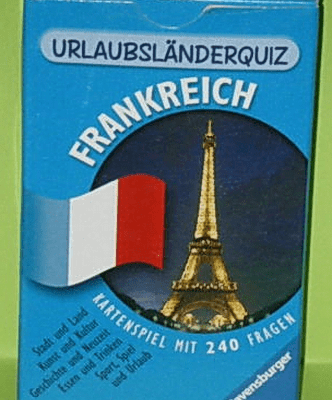 URLAUBSLÄNDERQUIZ
FRANKREICH
KARTENSPIEL MIT 240 FRAGEN
Stadt und Land
Kunst und Kultur
Geschichte und Neuzeit
Essen und Trinken
Sport, Spiel
und Urlaub